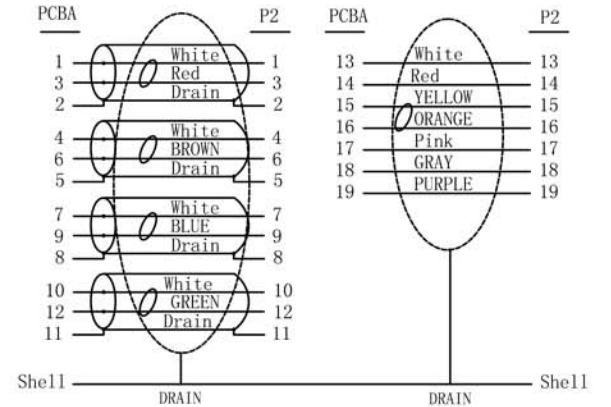 PCBA P2 PCBA P2
1 White 1
3 Red 3
2 Drain 2
4 White 4
6 BROWN 6
5 Drain 5
7 White 7
9 BLUE 9
8 Drain 8
10 White 10
12 GREEN 12
11 Drain 11
13 White 13
14 Red 14
15 YELLOW 15
16 ORANGE 16
17 Pink 17
18 GRAY 18
19 PURPLE 19
Shell Shell
DRAIN DRAIN